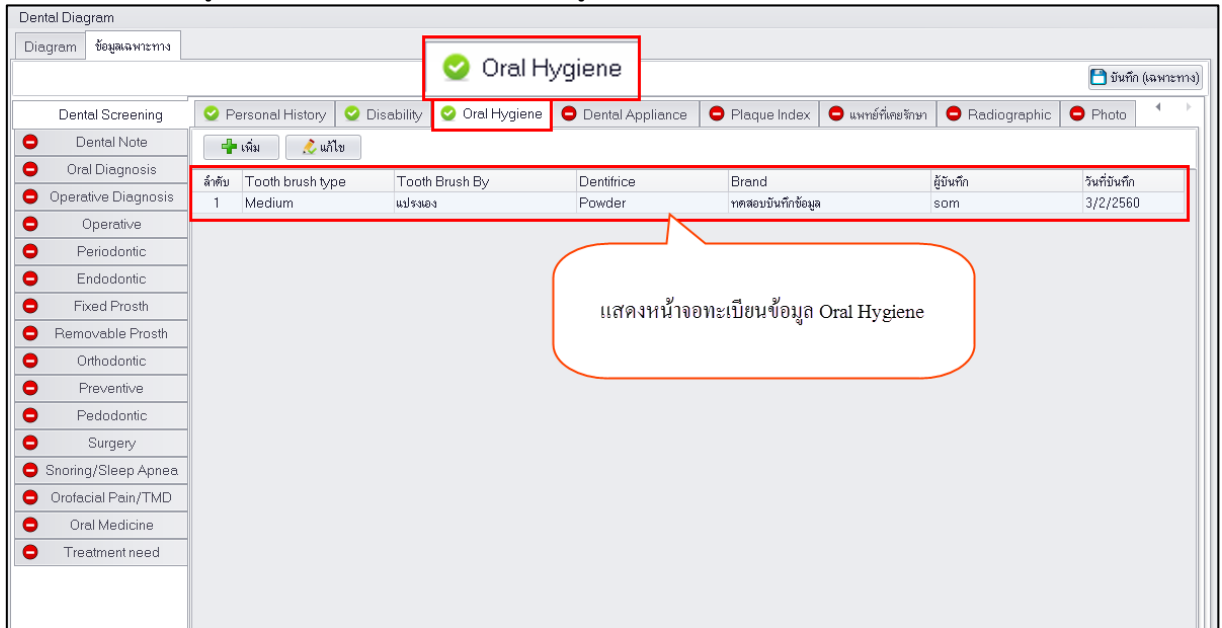 Dental Diagram
Diagram ข้อมูลเฉพาะทาง
Oral Hygiene
บันทึก (เฉพาะทาง)
Dental Screening
Personal History Disability Oral Hygiene Dental Appliance Plaque Index แพทย์ที่เคยรักษา Radiographic Photo
Dental Note
Oral Diagnosis
Operative Diagnosis
Operative
Periodontic
Endodontic
Fixed Prosth
Removable Prosth
Orthodontic
Preventive
Pedodontic
Surgery
Snoring/Sleep Apnea
Orofacial Pain/TMD
Oral Medicine
Treatment need
เพิ่ม แก้ไข
ลำดับ Tooth brush type Tooth Brush By Dentifrice Brand ผู้บันทึก วันที่บันทึก
1 Medium แปรงเอง Powder ทดสอบบันทึกข้อมูล som 3/2/2560
แสดงหน้าจอทะเบียนข้อมูล Oral Hygiene